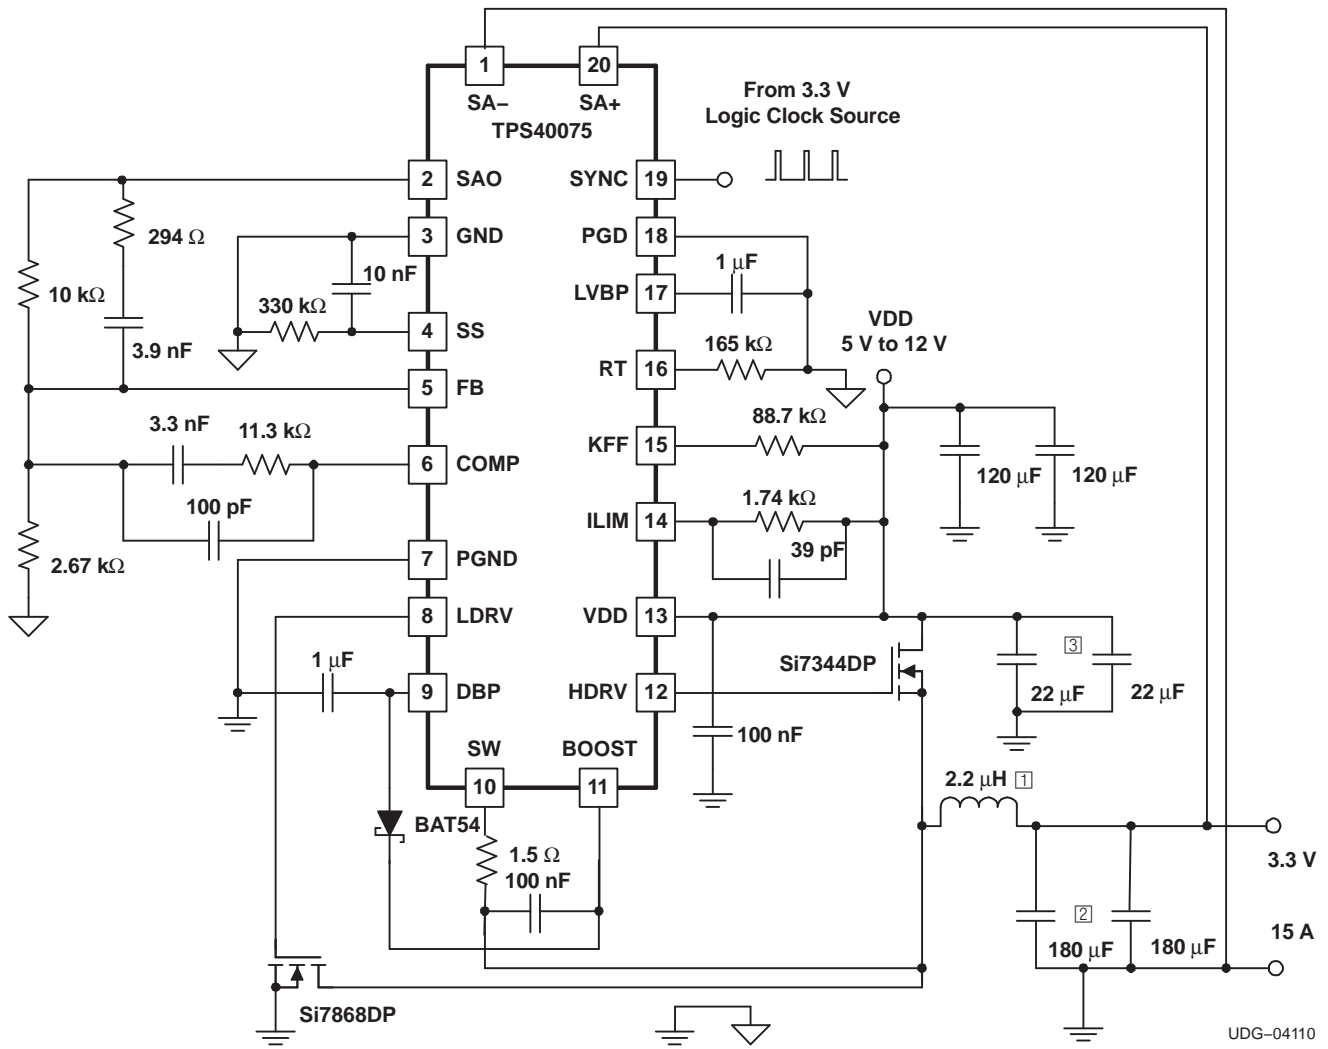 1
20
SA–
SA+
TPS40075
From 3.3 V
Logic Clock Source
2
SAO
SYNC
19
294 Ω
3
GND
PGD
18
10 nF
1 μF
10 kΩ
330 kΩ
LVBP
17
VDD
5 V to 12 V
4
SS
3.9 nF
165 kΩ
RT
16
5
FB
88.7 kΩ
3.3 nF
11.3 kΩ
KFF
15
6
COMP
120 μF
120 μF
100 pF
1.74 kΩ
ILIM
14
39 pF
2.67 kΩ
7
PGND
8
LDRV
VDD
13
3
Si7344DP
1 μF
9
DBP
HDRV
12
22 μF
22 μF
100 nF
SW
BOOST
10
11
2.2 μH 1
BAT54
1.5 Ω
100 nF
3.3 V
2
180 μF
180 μF
15 A
Si7868DP
UDG–04110